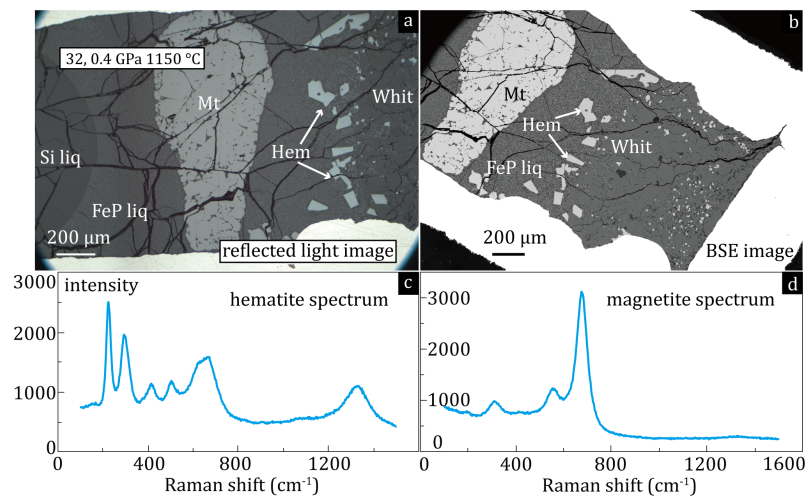 a
32, 0.4 GPa 1150 °C
Mt
Whit
Hem
Si liq
FeP liq
200 µm
reflected light image
b
Mt
Hem
Whit
FeP liq
200 µm
BSE image
c
intensity
hematite spectrum
3000
2000
1000
0
0 400 800 1200
Raman shift (cm⁻¹)
d
magnetite spectrum
3000
2000
1000
0
0 400 800 1200 1600
Raman shift (cm⁻¹)